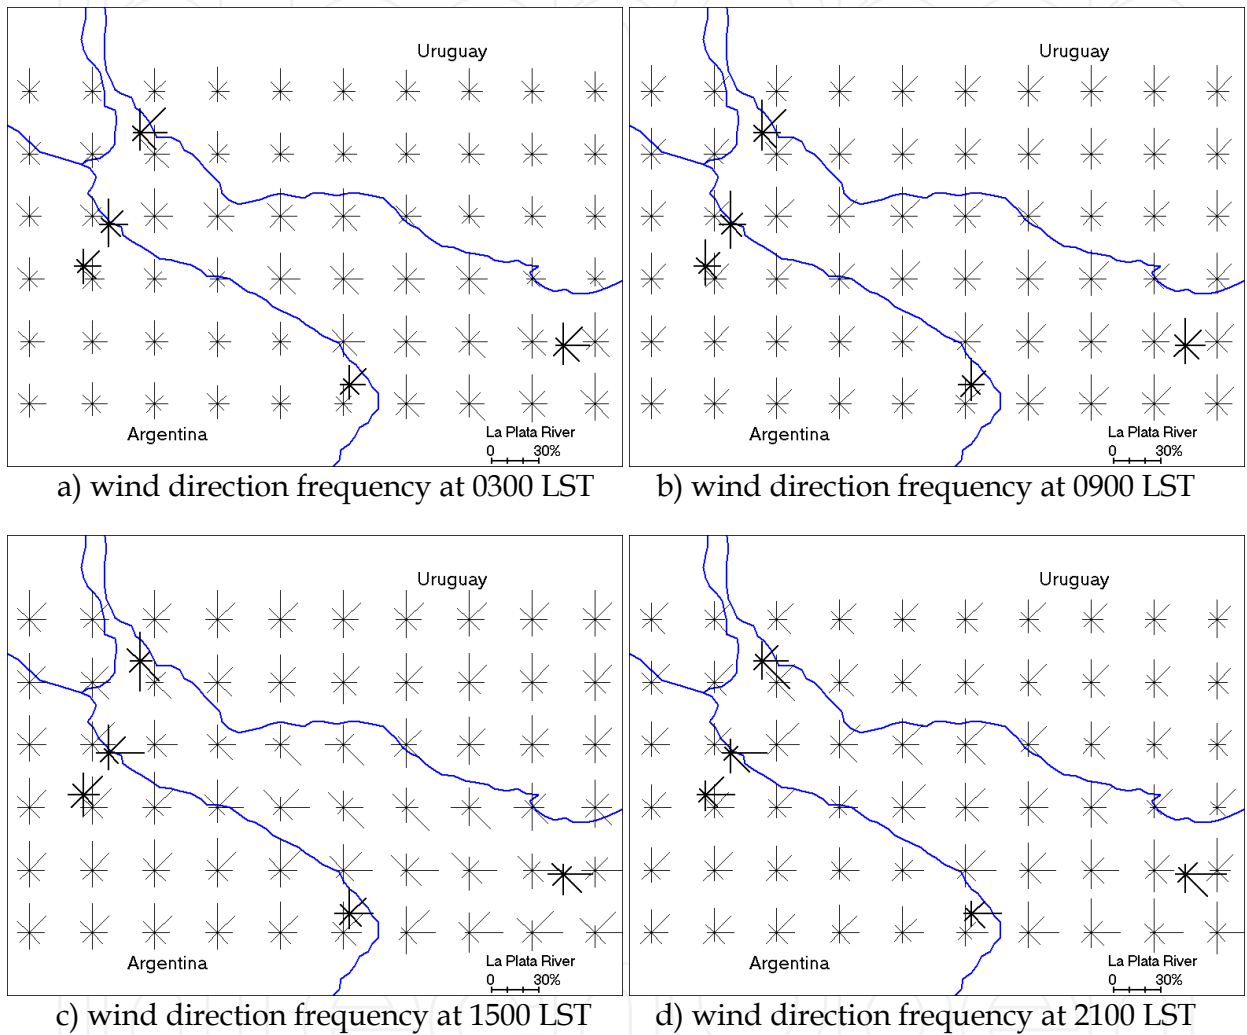 Uruguay
Argentina
La Plata River
0 30%
a) wind direction frequency at 0300 LST
Uruguay
Argentina
La Plata River
0 30%
b) wind direction frequency at 0900 LST
Uruguay
Argentina
La Plata River
0 30%
c) wind direction frequency at 1500 LST
Uruguay
Argentina
La Plata River
0 30%
d) wind direction frequency at 2100 LST